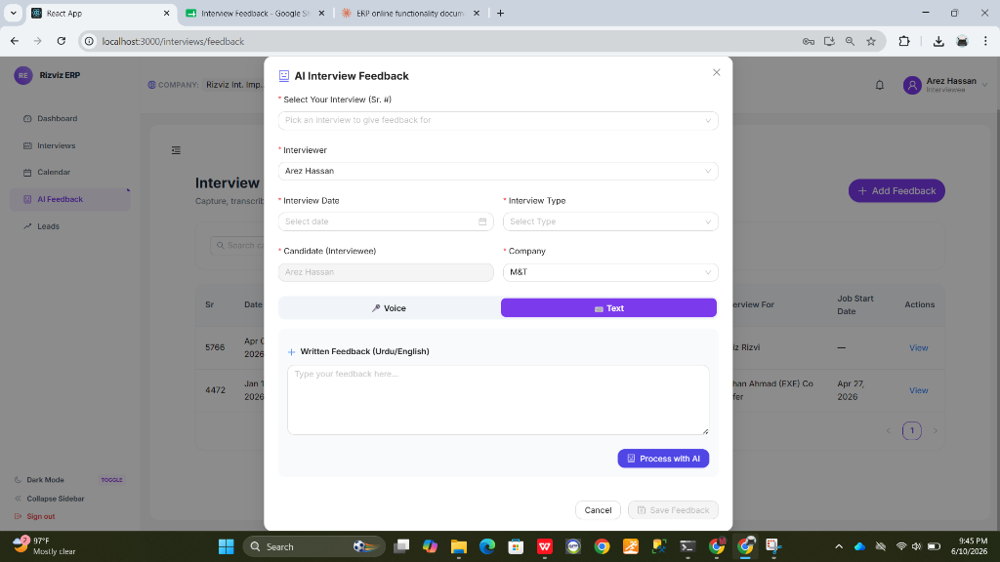 React App
Interview Feedback - Google Sh
ERP online functionality docum
localhost:3000/interviews/feedback
RE
Rizviz ERP
COMPANY:
Rizviz Int. Imp.
Arez Hassan
Interviewee
Dashboard
Interviews
Calendar
AI Feedback
Leads
Interview
Capture, transcrib
Add Feedback
Search ca
Sr
Date
erview For
Job Start
Date
Actions
5766
2026
iz Rizvi
—
View
4472
Jan 1
2026
han Ahmad (EXE) Co
fer
Apr 27,
2026
View
1
AI Interview Feedback
* Select Your Interview (Sr. #)
Pick an interview to give feedback for
* Interviewer
Arez Hassan
* Interview Date
* Interview Type
Select date
Select Type
* Candidate (Interviewee)
* Company
Arez Hassan
M&T
Voice
Text
Written Feedback (Urdu/English)
Type your feedback here...
Process with AI
Cancel
Save Feedback
Dark Mode
TOGGLE
Collapse Sidebar
Sign out
2
97°F
Mostly clear
Search
9:45 PM
6/10/2026